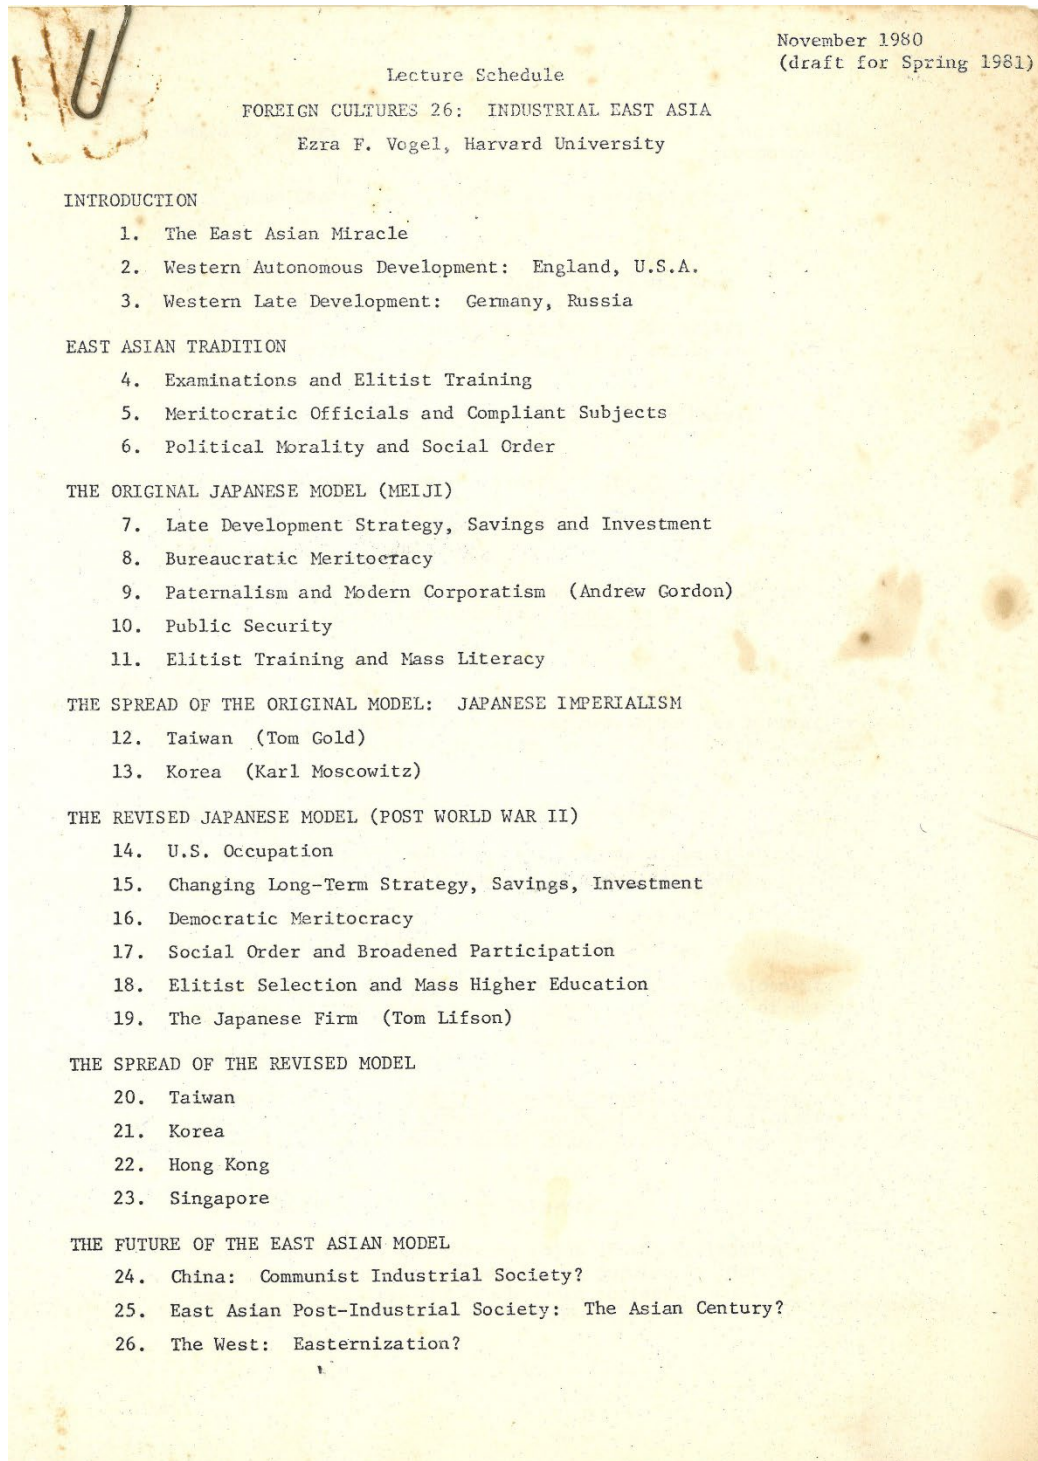 November 1980
(draft for Spring 1981)
Lecture Schedule
FOREIGN CULTURES 26: INDUSTRIAL EAST ASIA
Ezra F. Vogel, Harvard University
INTRODUCTION
1. The East Asian Miracle
2. Western Autonomous Development: England, U.S.A.
3. Western Late Development: Germany, Russia
EAST ASIAN TRADITION
4. Examinations and Elitist Training
5. Meritocratic Officials and Compliant Subjects
6. Political Morality and Social Order
THE ORIGINAL JAPANESE MODEL (MEIJI)
7. Late Development Strategy, Savings and Investment
8. Bureaucratic Meritocracy
9. Paternalism and Modern Corporatism (Andrew Gordon)
10. Public Security
11. Elitist Training and Mass Literacy
THE SPREAD OF THE ORIGINAL MODEL: JAPANESE IMPERIALISM
12. Taiwan (Tom Gold)
13. Korea (Karl Moscowitz)
THE REVISED JAPANESE MODEL (POST WORLD WAR II)
14. U.S. Occupation
15. Changing Long-Term Strategy, Savings, Investment
16. Democratic Meritocracy
17. Social Order and Broadened Participation
18. Elitist Selection and Mass Higher Education
19. The Japanese Firm (Tom Lifson)
THE SPREAD OF THE REVISED MODEL
20. Taiwan
21. Korea
22. Hong Kong
23. Singapore
THE FUTURE OF THE EAST ASIAN MODEL
24. China: Communist Industrial Society?
25. East Asian Post-Industrial Society: The Asian Century?
26. The West: Easternization?